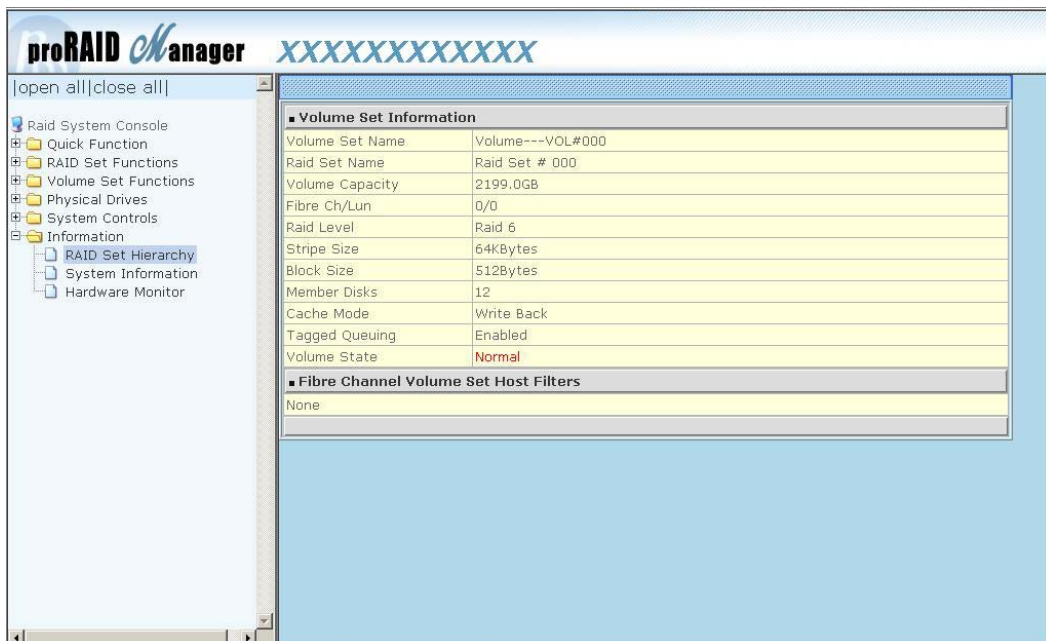 proRAID Manager XXXXXXXXXXXX
|open all|close all|
Raid System Console
Quick Function
RAID Set Functions
Volume Set Functions
Physical Drives
System Controls
Information
RAID Set Hierarchy
System Information
Hardware Monitor
Volume Set Information
Volume Set Name Volume---VOL#000
Raid Set Name Raid Set # 000
Volume Capacity 2199.0GB
Fibre Ch/Lun 0/0
Raid Level Raid 6
Stripe Size 64KBytes
Block Size 512Bytes
Member Disks 12
Cache Mode Write Back
Tagged Queuing Enabled
Volume State Normal
Fibre Channel Volume Set Host Filters
None